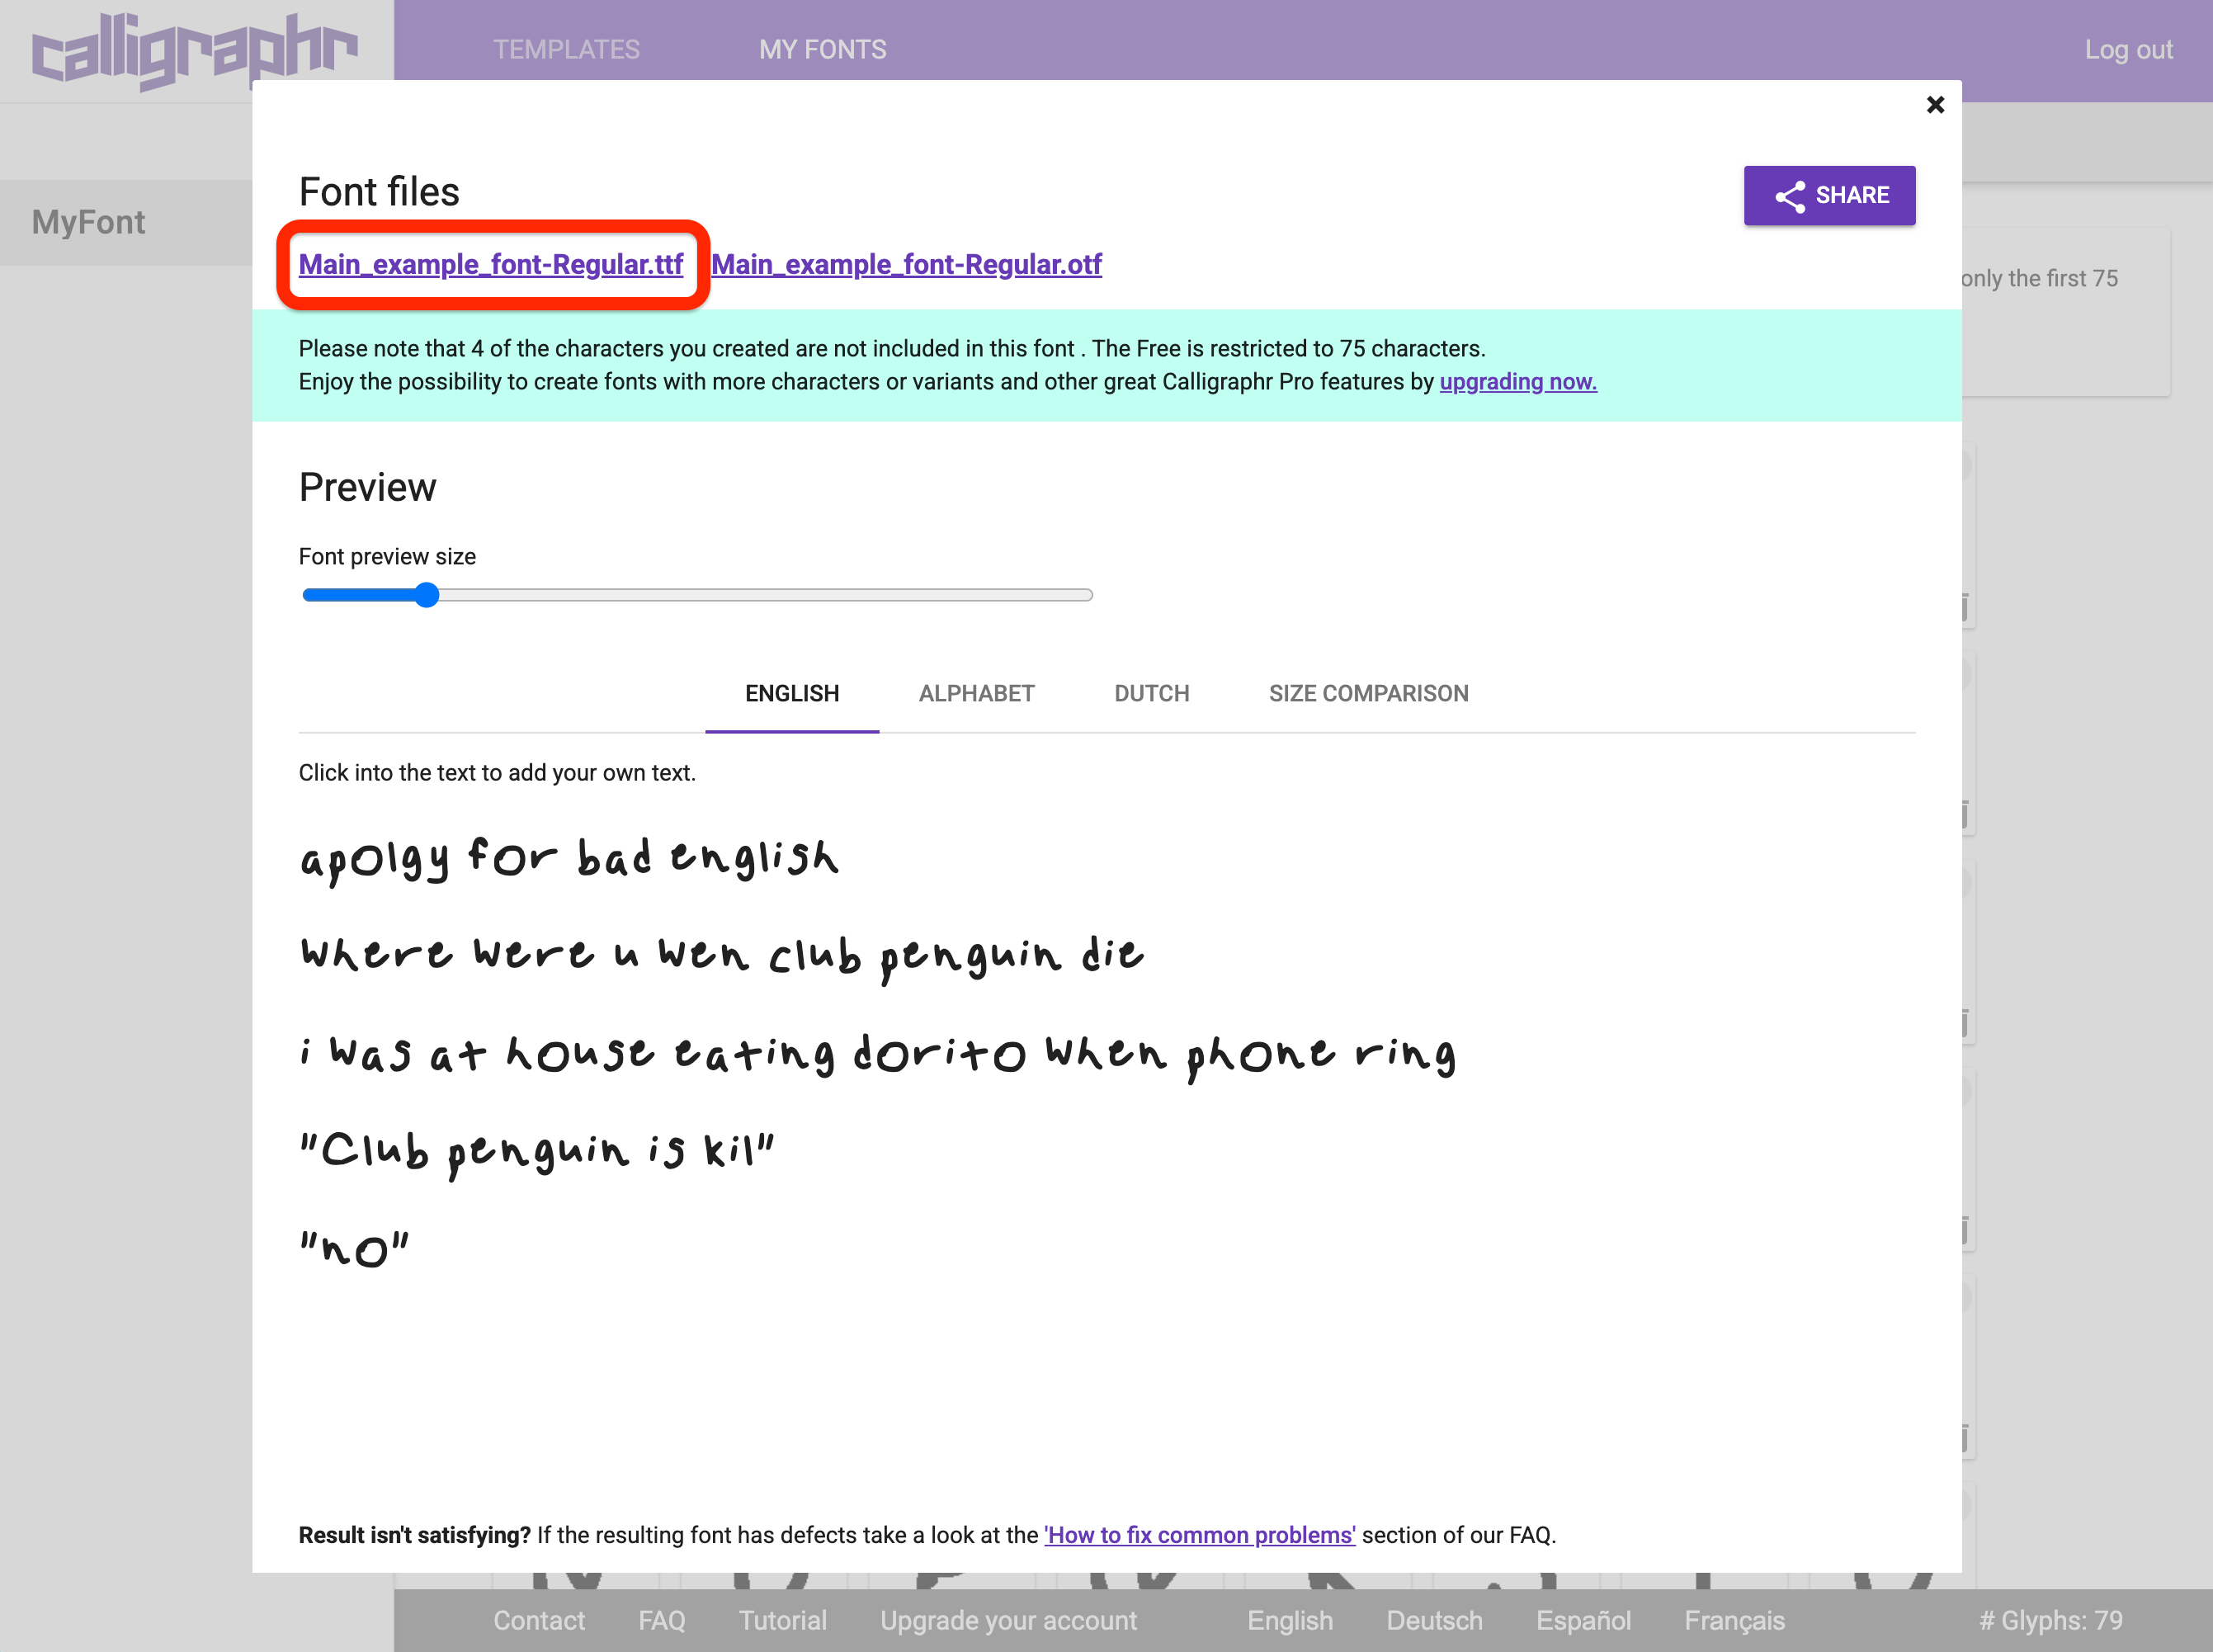 calligraphr
TEMPLATES
MY FONTS
Log out
MyFont
Font files
SHARE
Main_example_font-Regular.ttf
Main_example_font-Regular.otf
only the first 75
Please note that 4 of the characters you created are not included in this font . The Free is restricted to 75 characters.
Enjoy the possibility to create fonts with more characters or variants and other great Calligraphr Pro features by upgrading now.
Preview
Font preview size
ENGLISH
ALPHABET
DUTCH
SIZE COMPARISON
Click into the text to add your own text.
apolgy for bad english
where were u wen club penguin die
i was at house eating dorito when phone ring
"Club penguin is kil"
"no"
Result isn't satisfying? If the resulting font has defects take a look at the 'How to fix common problems' section of our FAQ.
Contact
FAQ
Tutorial
Upgrade your account
English
Deutsch
Español
Français
# Glyphs: 79